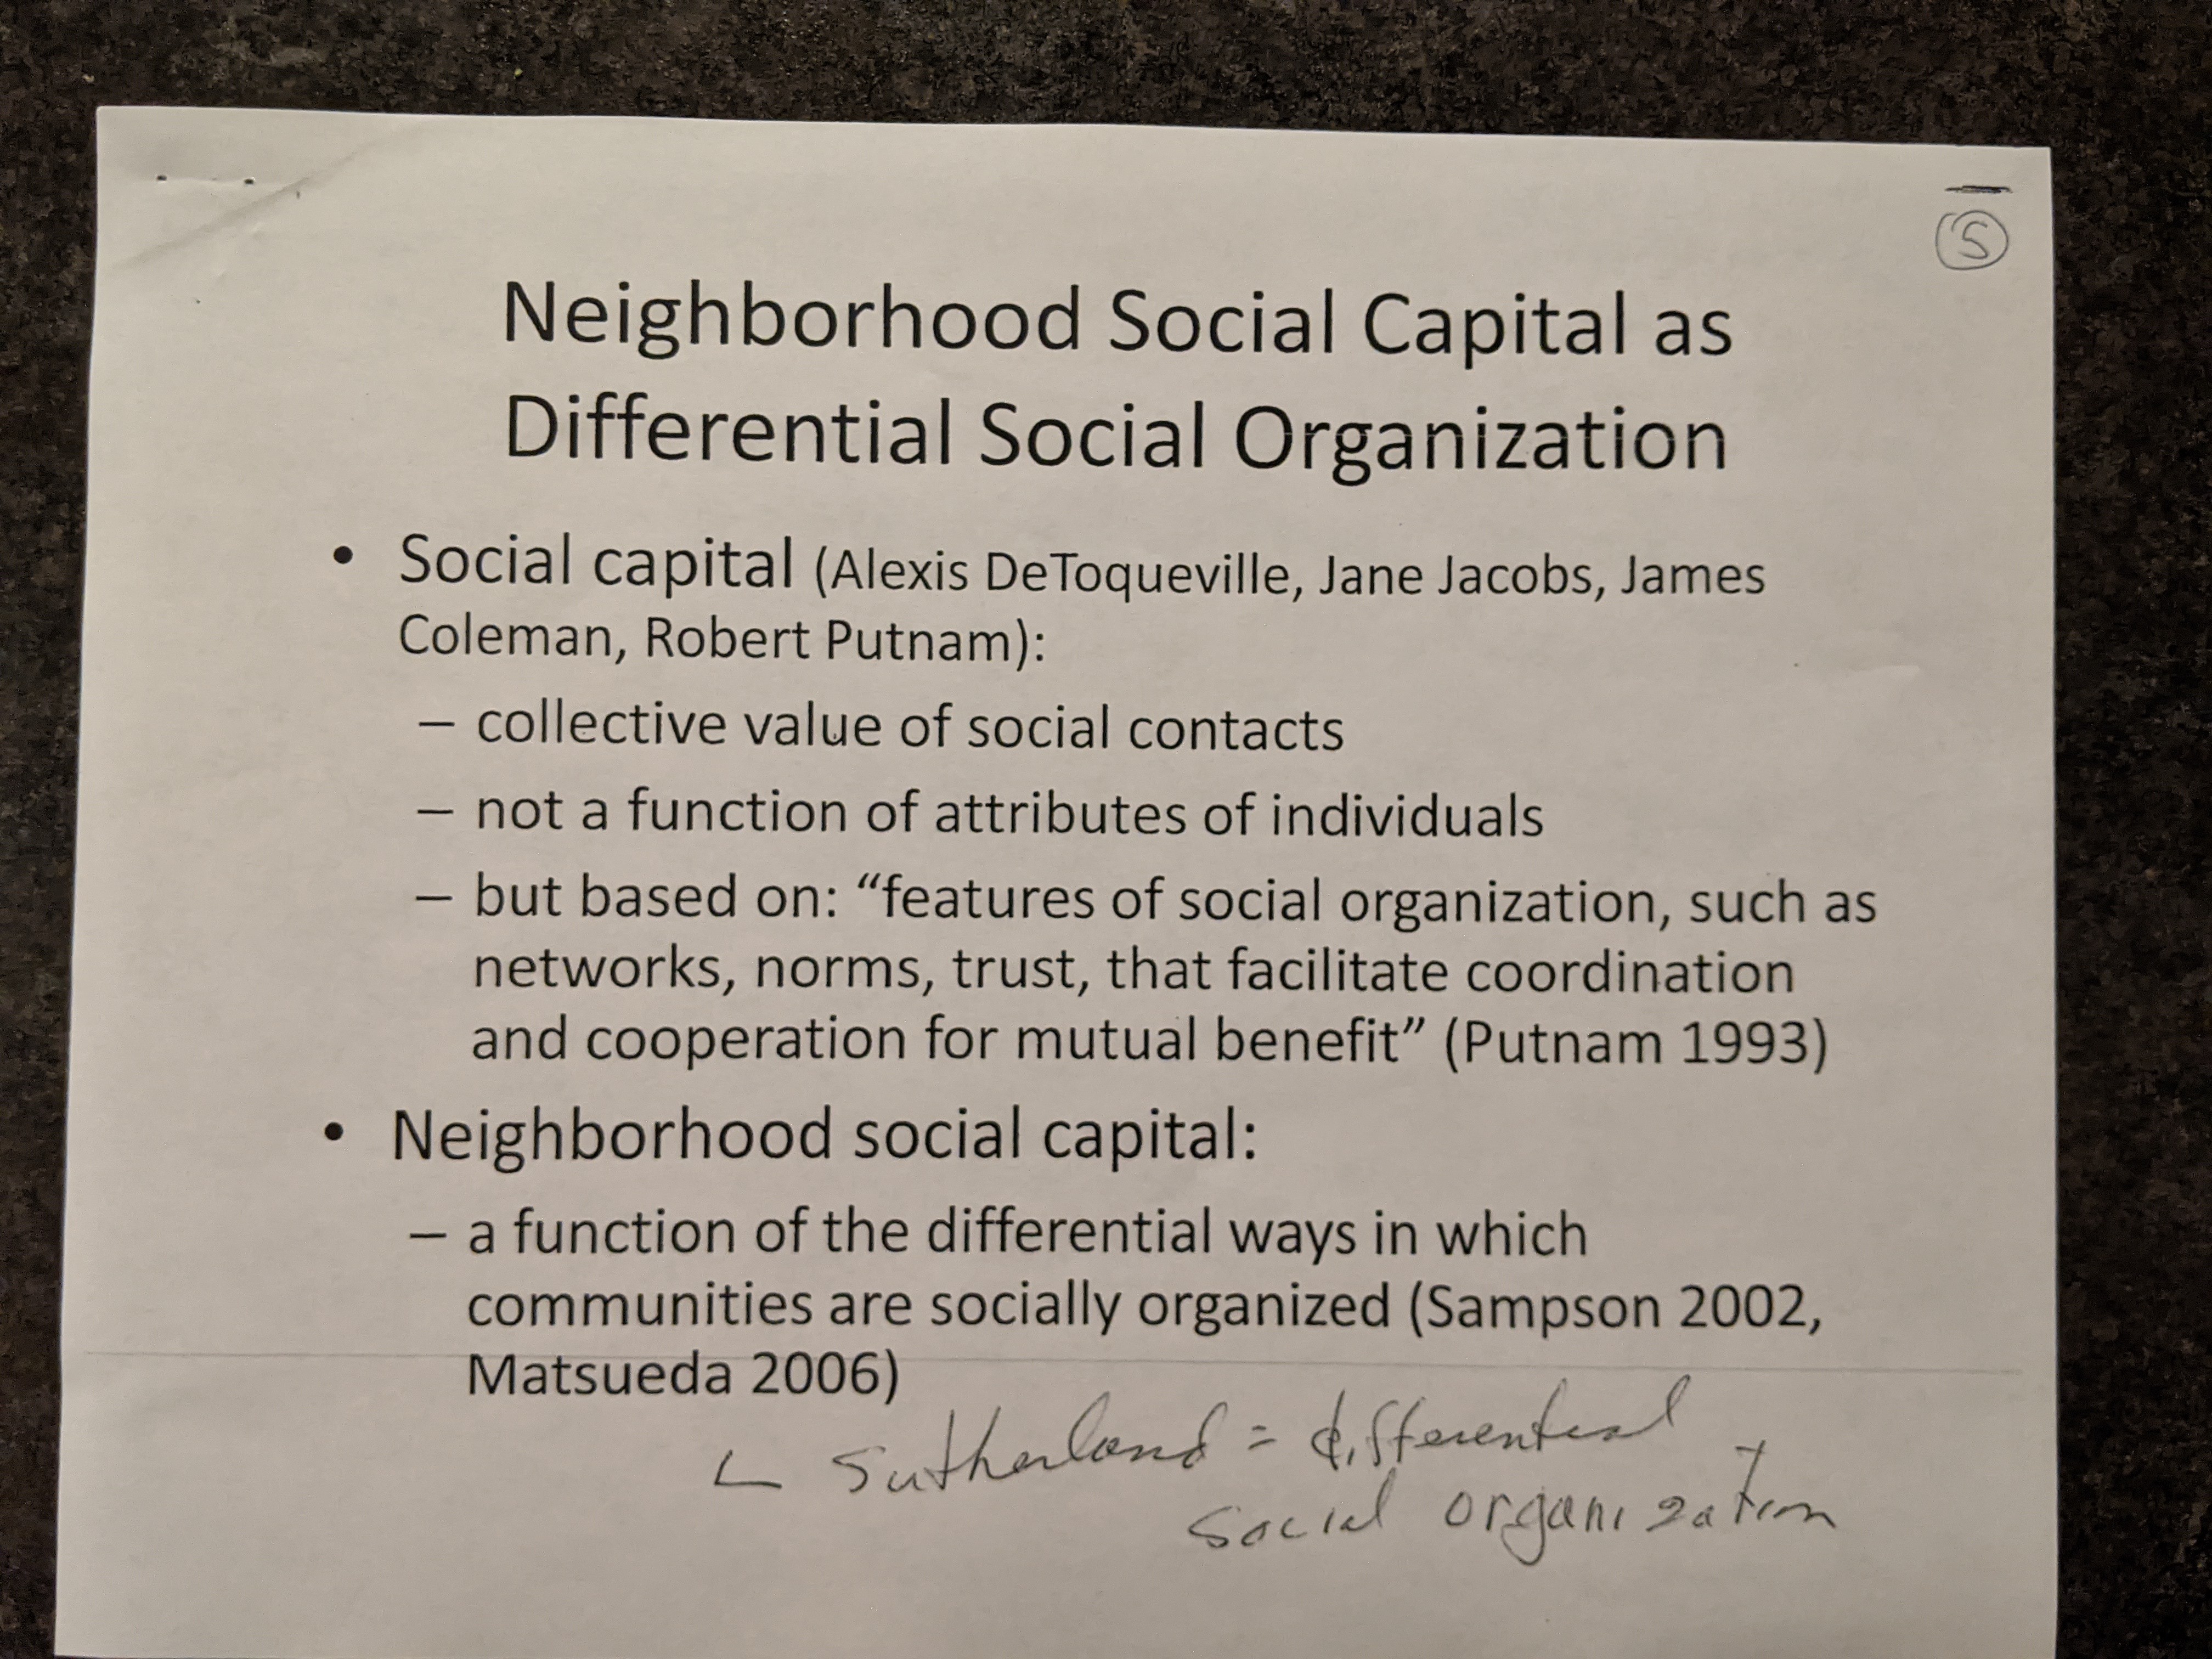 S
Neighborhood Social Capital as
Differential Social Organization
• Social capital (Alexis DeToqueville, Jane Jacobs, James
Coleman, Robert Putnam):
– collective value of social contacts
– not a function of attributes of individuals
– but based on: “features of social organization, such as
networks, norms, trust, that facilitate coordination
and cooperation for mutual benefit” (Putnam 1993)
• Neighborhood social capital:
– a function of the differential ways in which
communities are socially organized (Sampson 2002,
Matsueda 2006)
Sutherland = differential
social organization